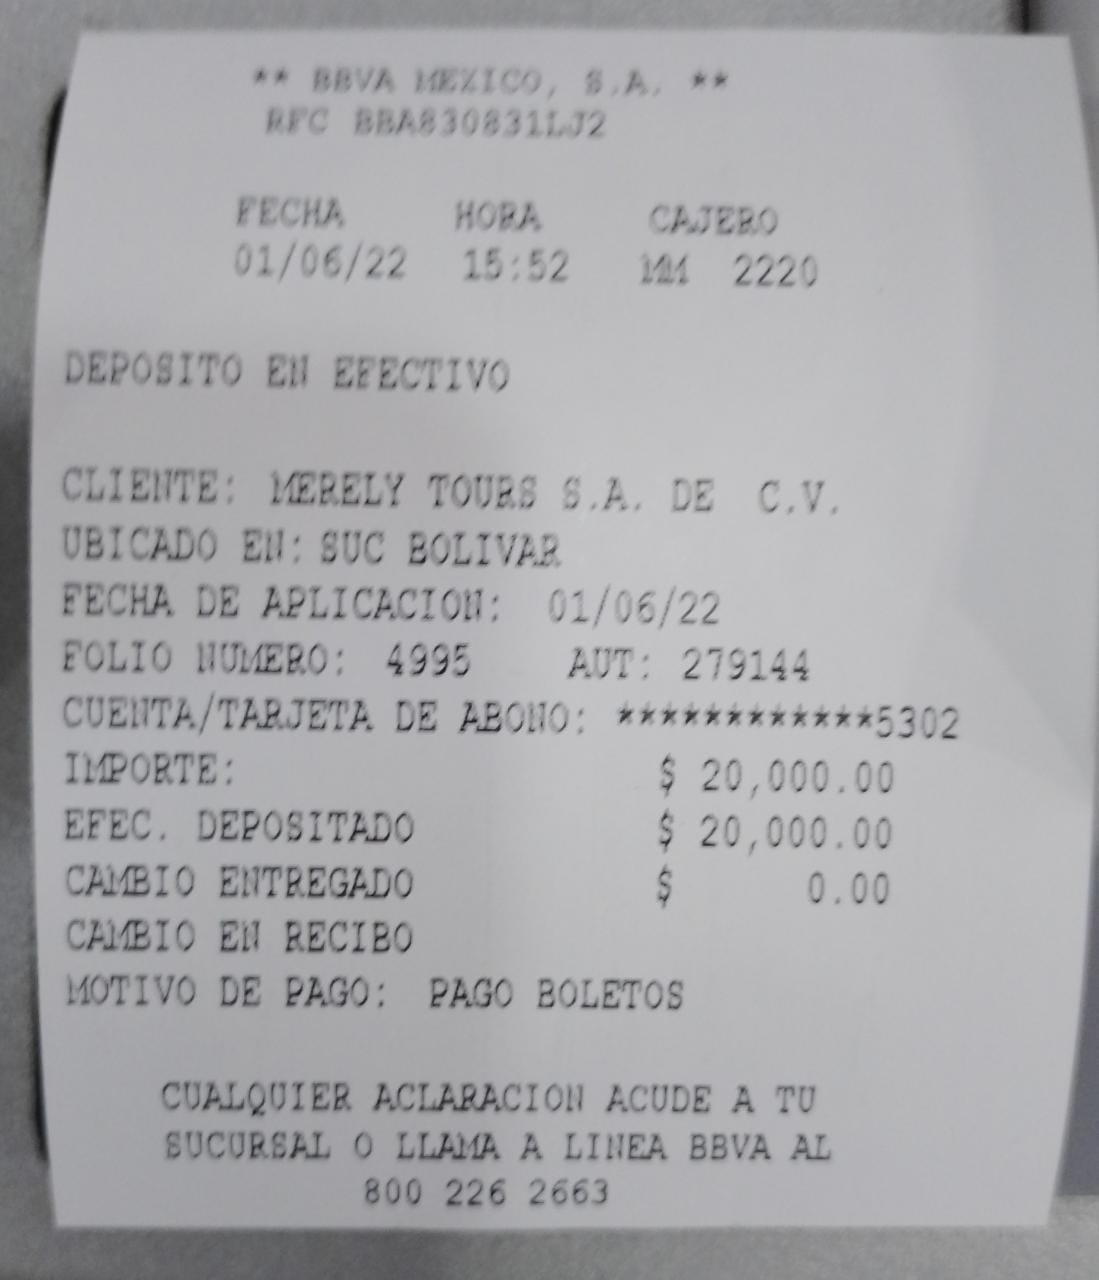 ** BBVA MEXICO, S.A. **
RFC BBA830831LJ2
FECHA HORA CAJERO
01/06/22 15:52 MM 2220
DEPOSITO EN EFECTIVO
CLIENTE: MERELY TOURS S.A. DE C.V.
UBICADO EN: SUC BOLIVAR
FECHA DE APLICACION: 01/06/22
FOLIO NUMERO: 4995 AUT: 279144
CUENTA/TARJETA DE ABONO: ************5302
IMPORTE: $ 20,000.00
EFEC. DEPOSITADO $ 20,000.00
CAMBIO ENTREGADO $ 0.00
CAMBIO EN RECIBO
MOTIVO DE PAGO: PAGO BOLETOS
CUALQUIER ACLARACION ACUDE A TU
SUCURSAL O LLAMA A LINEA BBVA AL
800 226 2663